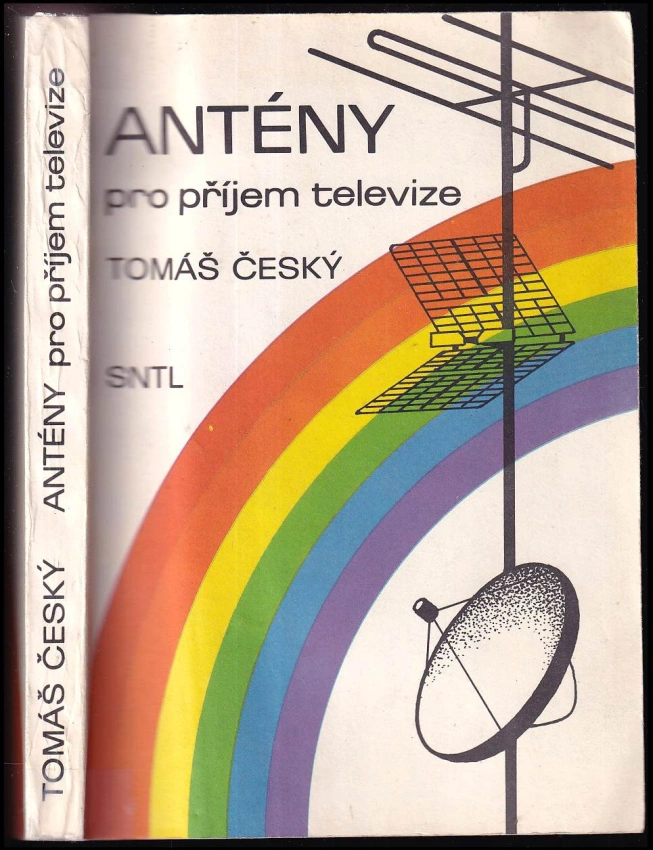 ANTÉNY
pro příjem televize
TOMÁŠ ČESKÝ
SNTL
TOMÁŠ ČESKÝ ANTÉNY pro příjem televize